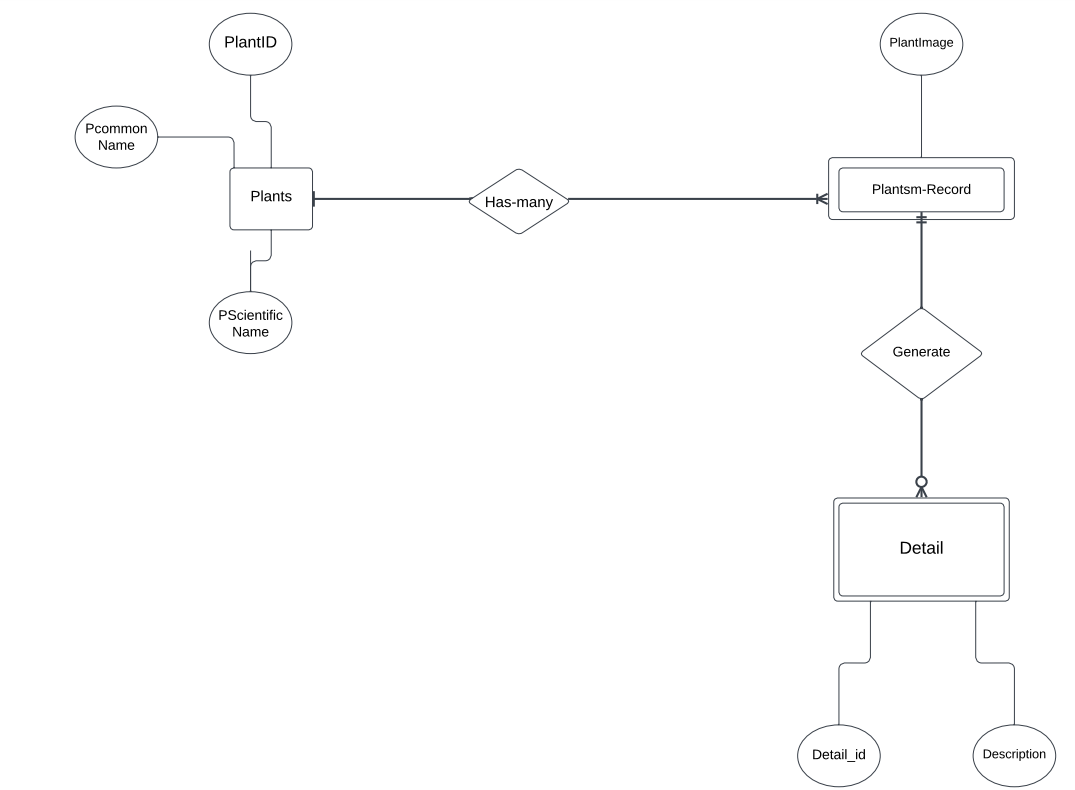 PlantID
PlantImage
Pcommon
Name
Plants
Has-many
Plantsm-Record
PScientific
Name
Generate
Detail
Detail_id
Description